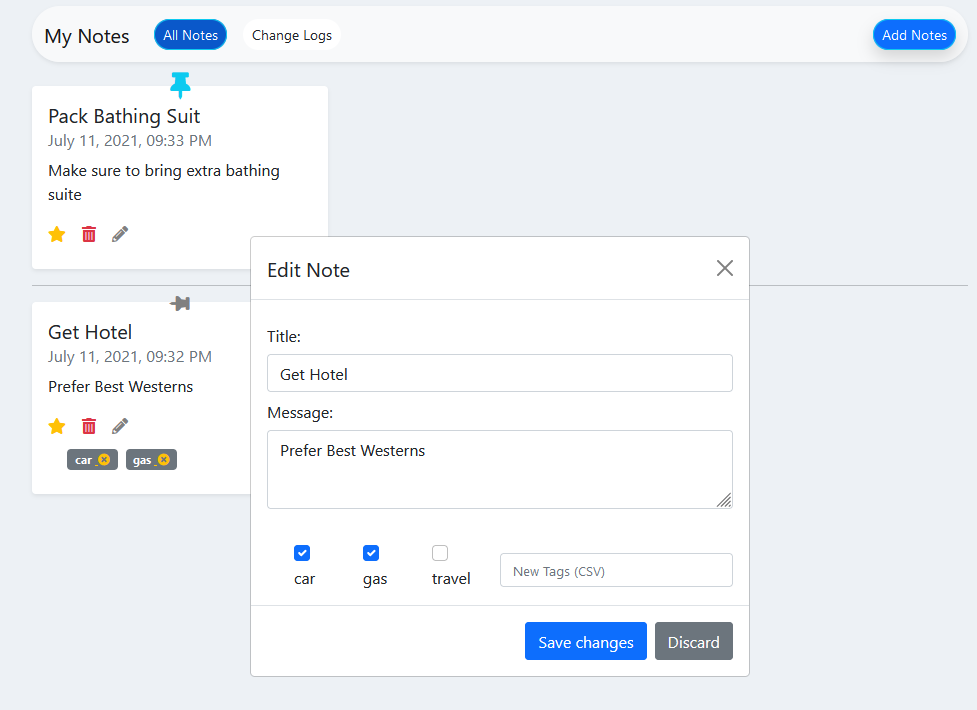 My Notes
All Notes
Change Logs
Add Notes
Pack Bathing Suit
July 11, 2021, 09:33 PM
Make sure to bring extra bathing
suite
Get Hotel
July 11, 2021, 09:32 PM
Prefer Best Westerns
car
gas
Edit Note
Title:
Get Hotel
Message:
Prefer Best Westerns
car
gas
travel
New Tags (CSV)
Save changes
Discard